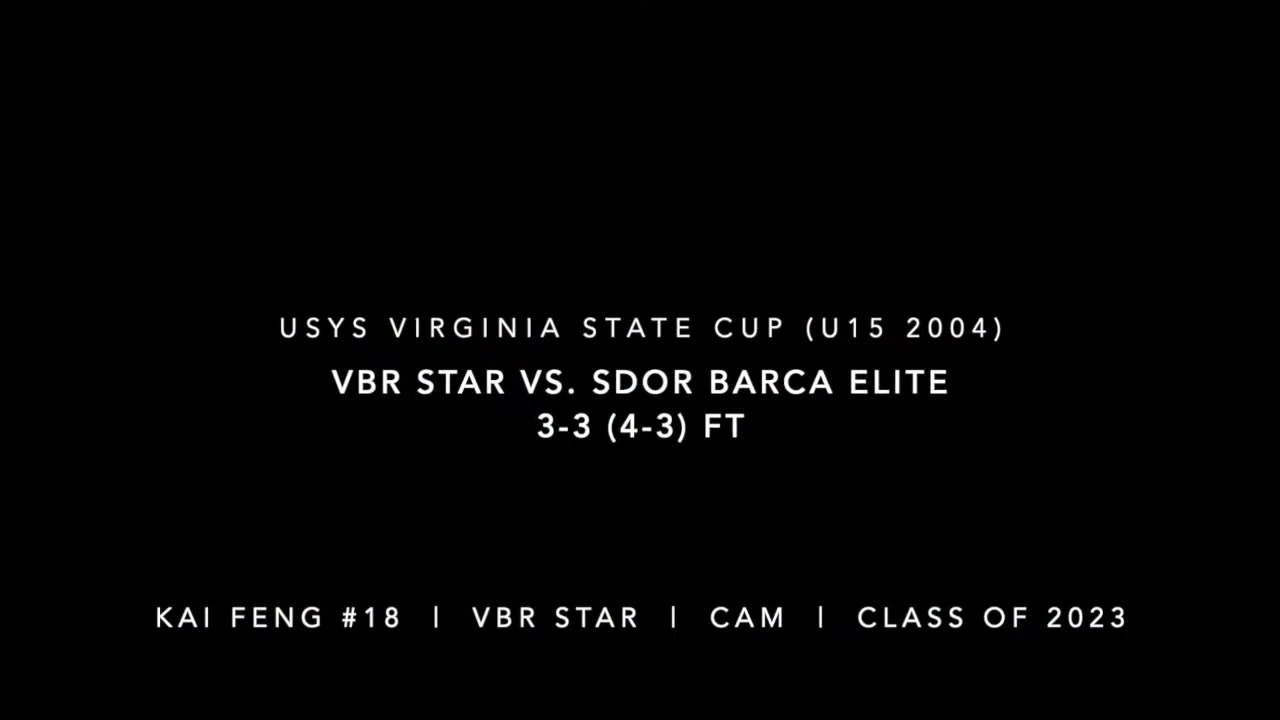 USYS VIRGINIA STATE CUP (U15 2004)
VBR STAR VS. SDOR BARCA ELITE
3-3 (4-3) FT
KAI FENG #18 | VBR STAR | CAM | CLASS OF 2023